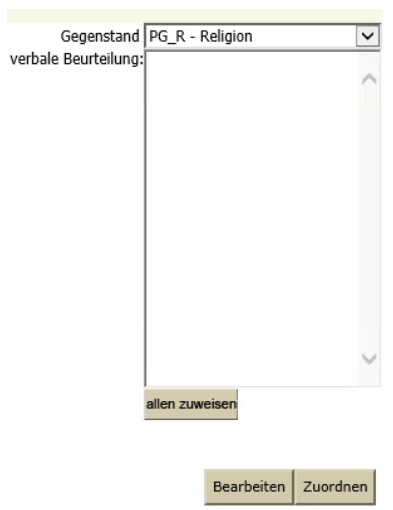 Gegenstand PG_R - Religion
verbale Beurteilung:
allen zuweisen
Bearbeiten Zuordnen